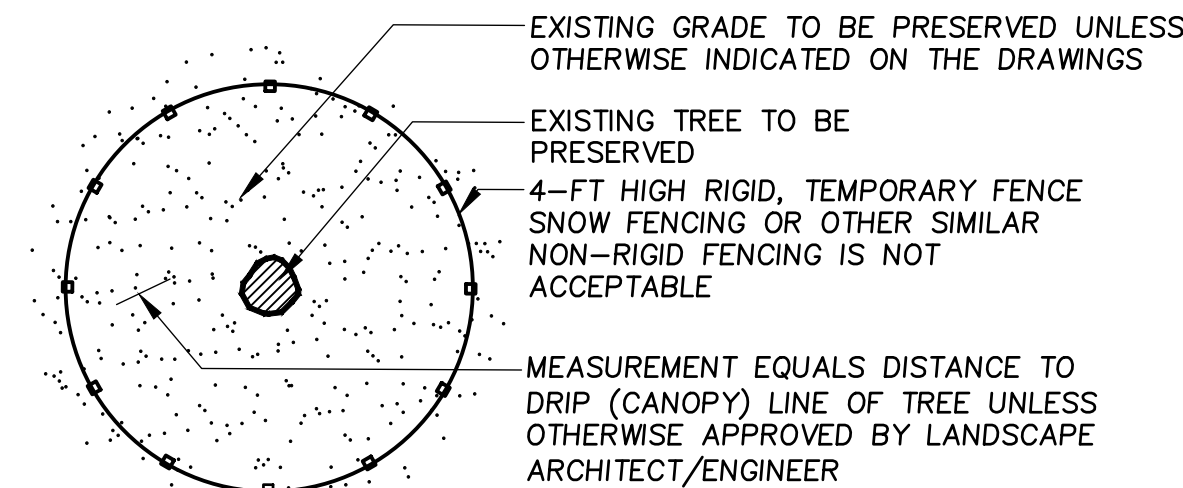 EXISTING GRADE TO BE PRESERVED UNLESS
OTHERWISE INDICATED ON THE DRAWINGS
EXISTING TREE TO BE
PRESERVED
4-FT HIGH RIGID, TEMPORARY FENCE
SNOW FENCING OR OTHER SIMILAR
NON-RIGID FENCING IS NOT
ACCEPTABLE
MEASUREMENT EQUALS DISTANCE TO
DRIP (CANOPY) LINE OF TREE UNLESS
OTHERWISE APPROVED BY LANDSCAPE
ARCHITECT/ENGINEER